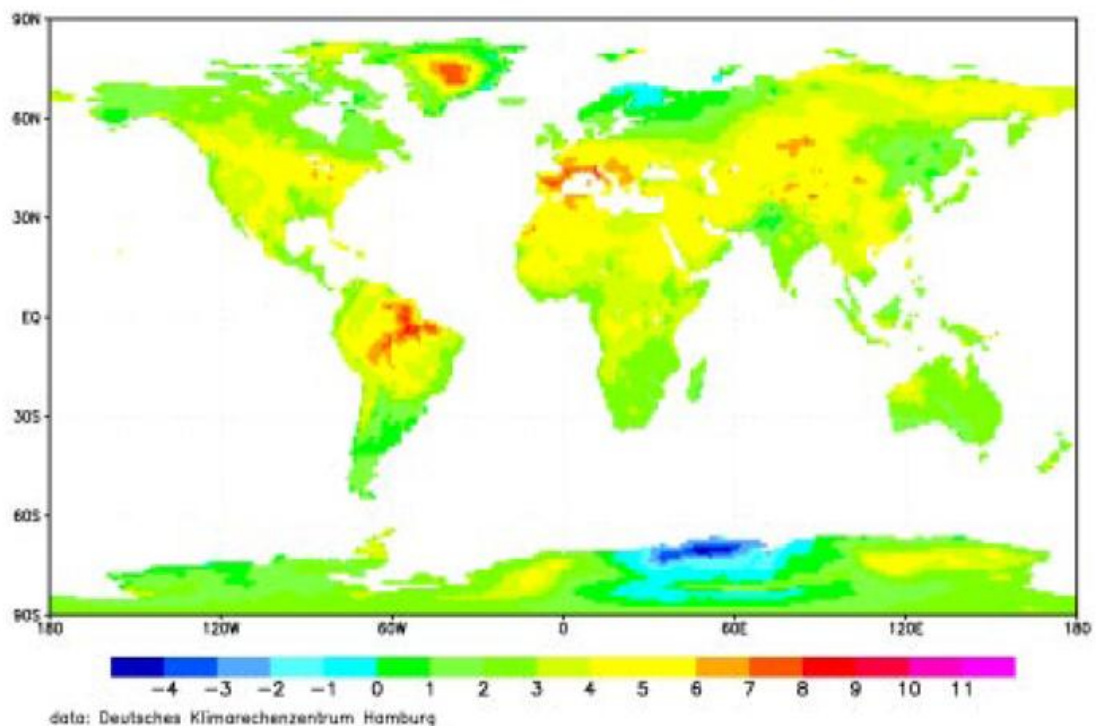 90N
60N
30N
EQ
30S
60S
90S
180 120W 60W 0 60E 120E 180
-4 -3 -2 -1 0 1 2 3 4 5 6 7 8 9 10 11
data: Deutsches Klimarechenzentrum Hamburg